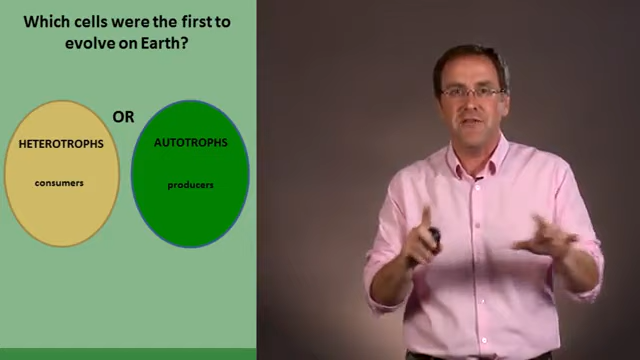 Which cells were the first to
evolve on Earth?
OR
HETEROTROPHS
AUTOTROPHS
consumers
producers